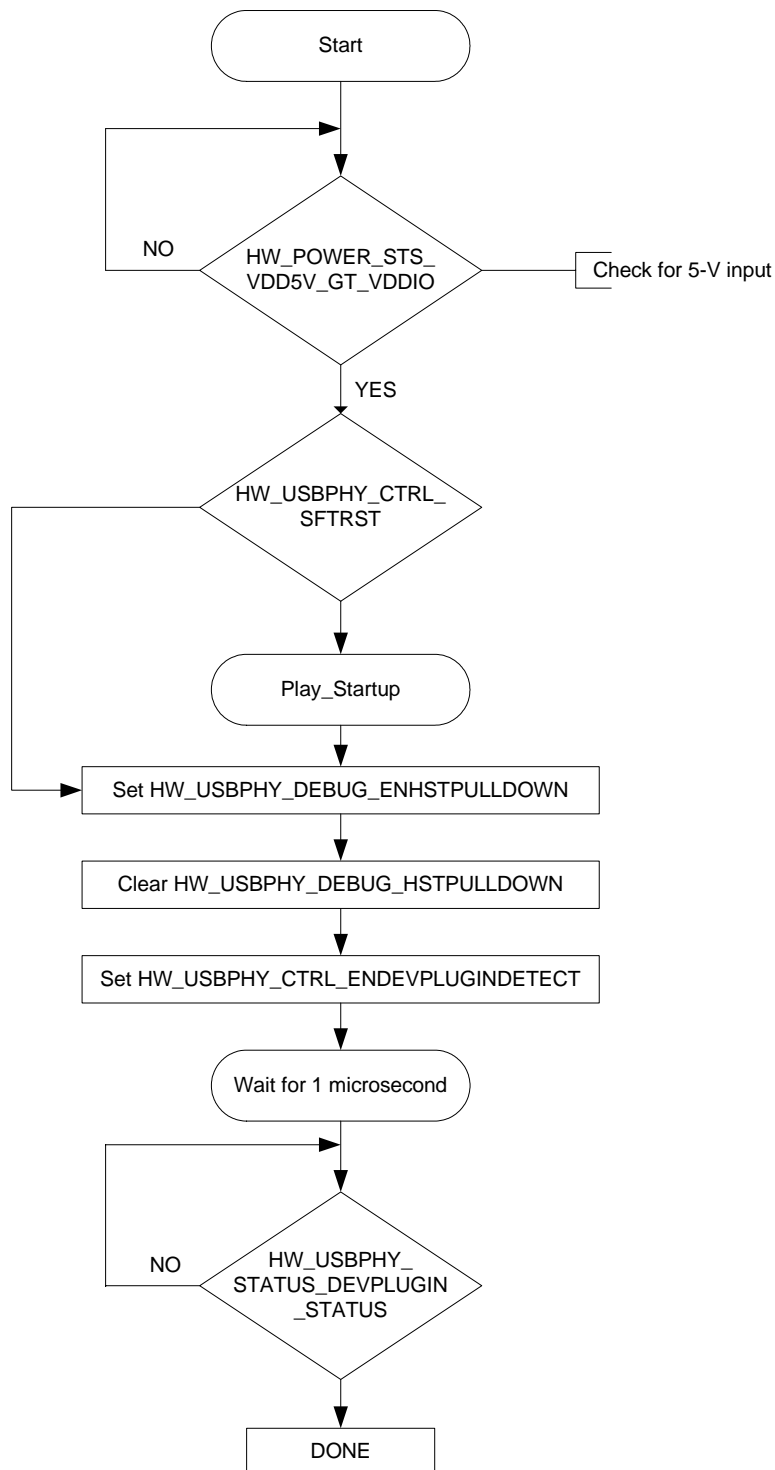 Start
NO
HW_POWER_STS_
VDD5V_GT_VDDIO
Check for 5-V input
YES
HW_USBPHY_CTRL_
SFTRST
Play_Startup
Set HW_USBPHY_DEBUG_ENHSTPULLDOWN
Clear HW_USBPHY_DEBUG_HSTPULLDOWN
Set HW_USBPHY_CTRL_ENDEVPLUGINDETECT
Wait for 1 microsecond
NO
HW_USBPHY_
STATUS_DEVPLUGIN
_STATUS
DONE